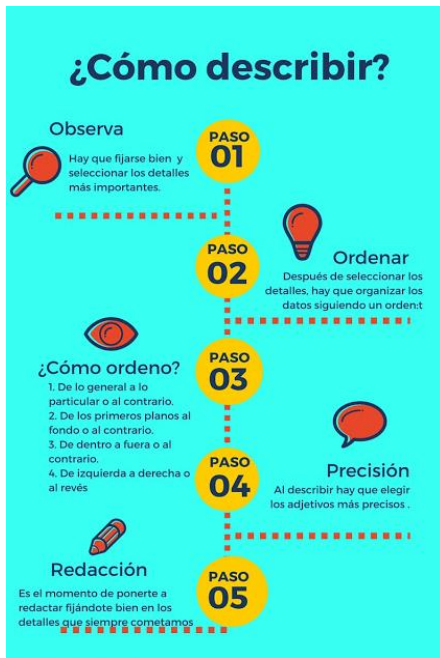 ¿Cómo describir?
Observa
PASO
01
Hay que fijarse bien y
seleccionar los detalles
más importantes.
PASO
02
Ordenar
Después de seleccionar los
detalles, hay que organizar los
datos siguiendo un orden:t
PASO
03
¿Cómo ordeno?
1. De lo general a lo
particular o al contrario.
2. De los primeros planos al
fondo o al contrario.
3. De dentro a fuera o al
contrario.
4. De izquierda a derecha o
al revés
PASO
04
Precisión
Al describir hay que elegir
los adjetivos más precisos .
Redacción
PASO
05
Es el momento de ponerte a
redactar fijándote bien en los
detalles que siempre cometamos